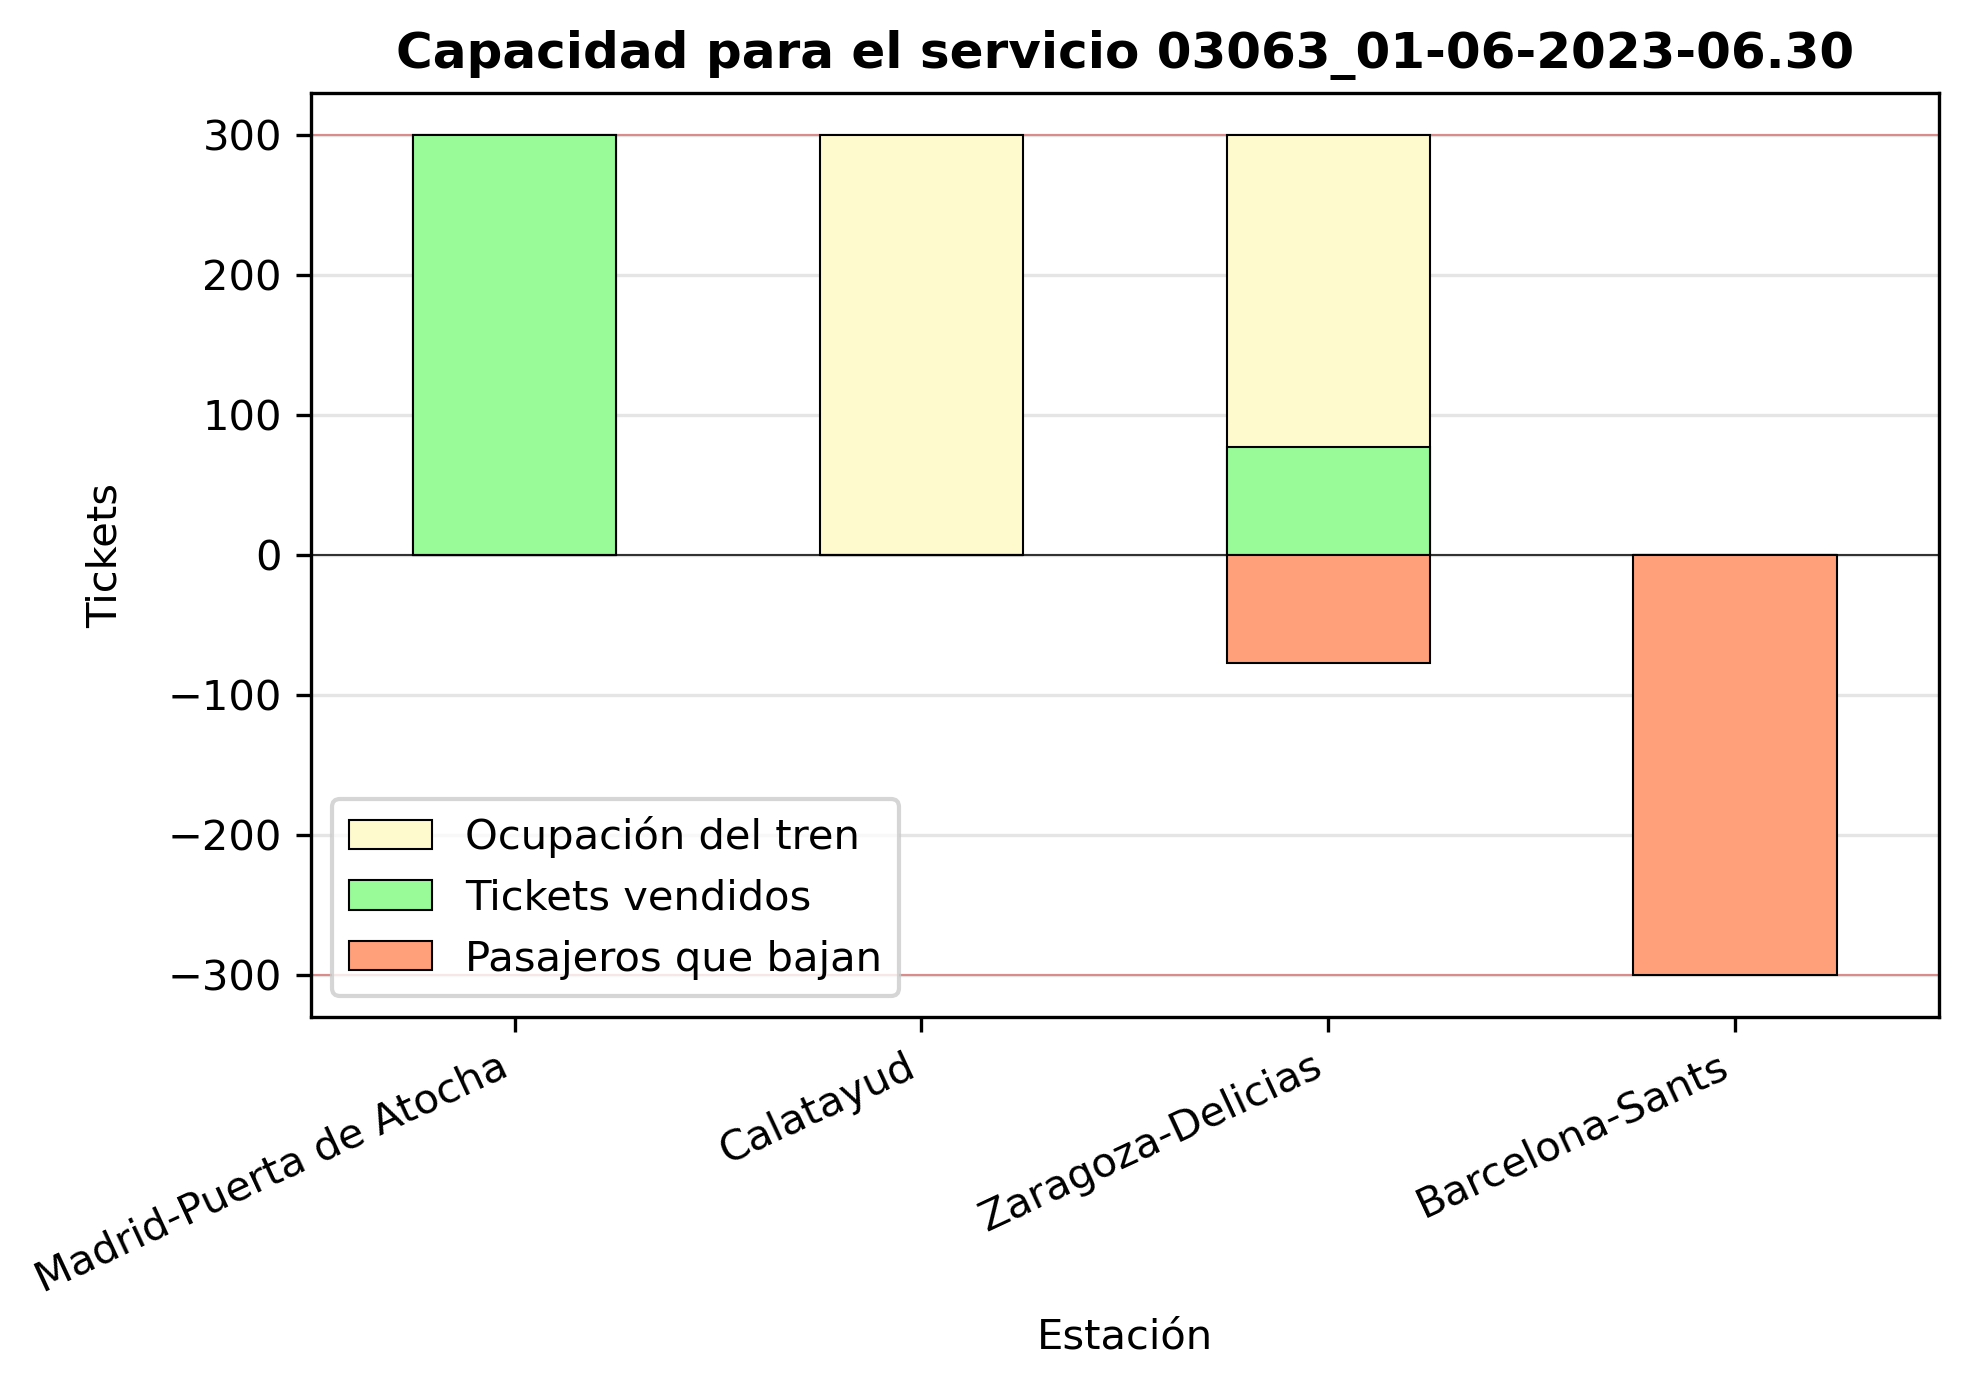 Capacidad para el servicio 03063_01-06-2023-06.30
300
200
100
0
−100
−200
−300
Tickets
Ocupación del tren
Tickets vendidos
Pasajeros que bajan
Madrid-Puerta de Atocha
Calatayud
Zaragoza-Delicias
Barcelona-Sants
Estación